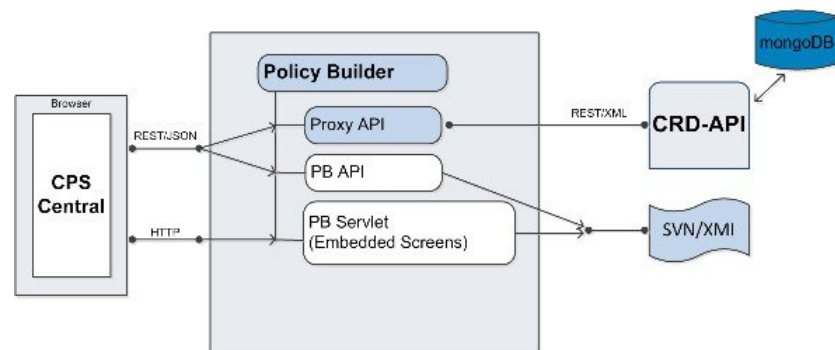 mongoDB
Policy Builder
Browser
REST/JSON
Proxy API
REST/XML
CRD-API
CPS
Central
PB API
HTTP
PB Servlet
(Embedded Screens)
SVN/XMI